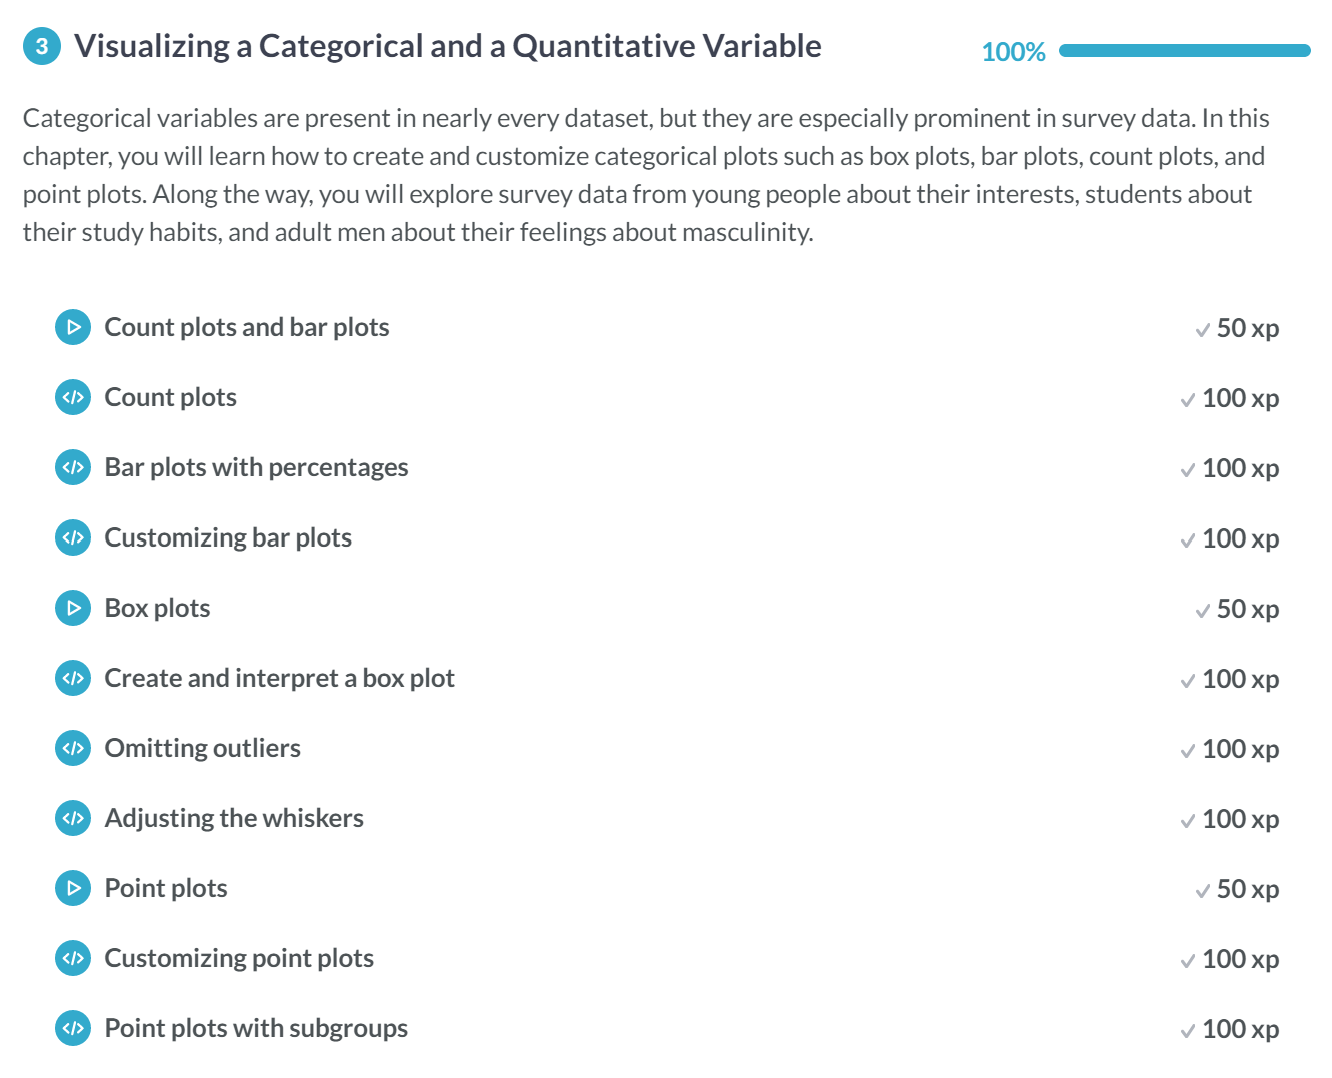 3 Visualizing a Categorical and a Quantitative Variable 100%
Categorical variables are present in nearly every dataset, but they are especially prominent in survey data. In this
chapter, you will learn how to create and customize categorical plots such as box plots, bar plots, count plots, and
point plots. Along the way, you will explore survey data from young people about their interests, students about
their study habits, and adult men about their feelings about masculinity.
Count plots and bar plots 50 xp
</> Count plots 100 xp
</> Bar plots with percentages 100 xp
</> Customizing bar plots 100 xp
Box plots 50 xp
</> Create and interpret a box plot 100 xp
</> Omitting outliers 100 xp
</> Adjusting the whiskers 100 xp
Point plots 50 xp
</> Customizing point plots 100 xp
</> Point plots with subgroups 100 xp